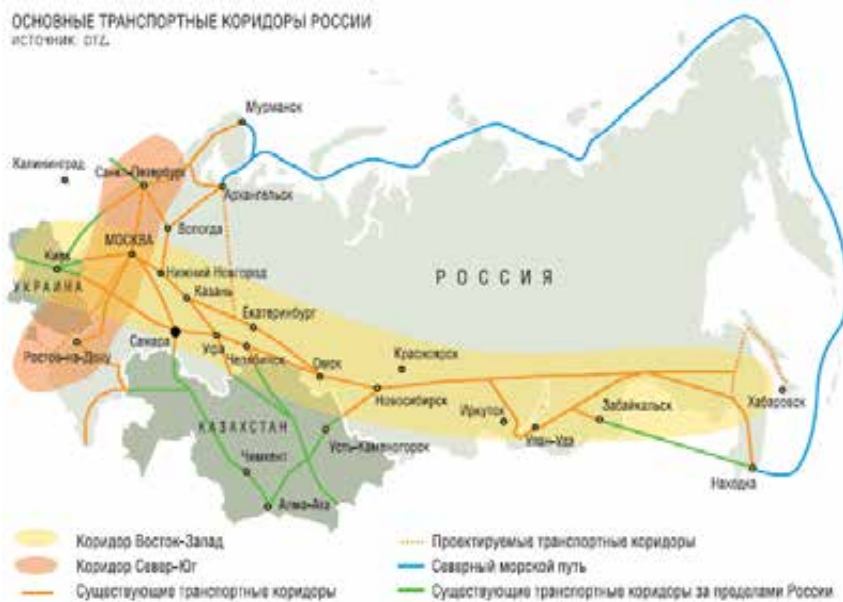 ОСНОВНЫЕ ТРАНСПОРТНЫЕ КОРИДОРЫ РОССИИ
ИСТОЧНИК: DTZ.
Мурманск
Калининград
Санкт-Петербург
Архангельск
Вологда
МОСКВА
Киев
УКРАИНА
Нижний Новгород
РОССИЯ
Казань
Екатеринбург
Ростов-на-Дону
Самара
Уфа
Челябинск
Омск
Красноярск
Новосибирск
Иркутск
Забайкальск
Хабаровск
КАЗАХСТАН
Усть-Каменогорск
Улан-Удэ
Чимкент
Находка
Алма-Ата
Коридор Восток-Запад
Проектируемые транспортные коридоры
Коридор Север-Юг
Северный морской путь
Существующие транспортные коридоры
Существующие транспортные коридоры за пределами России